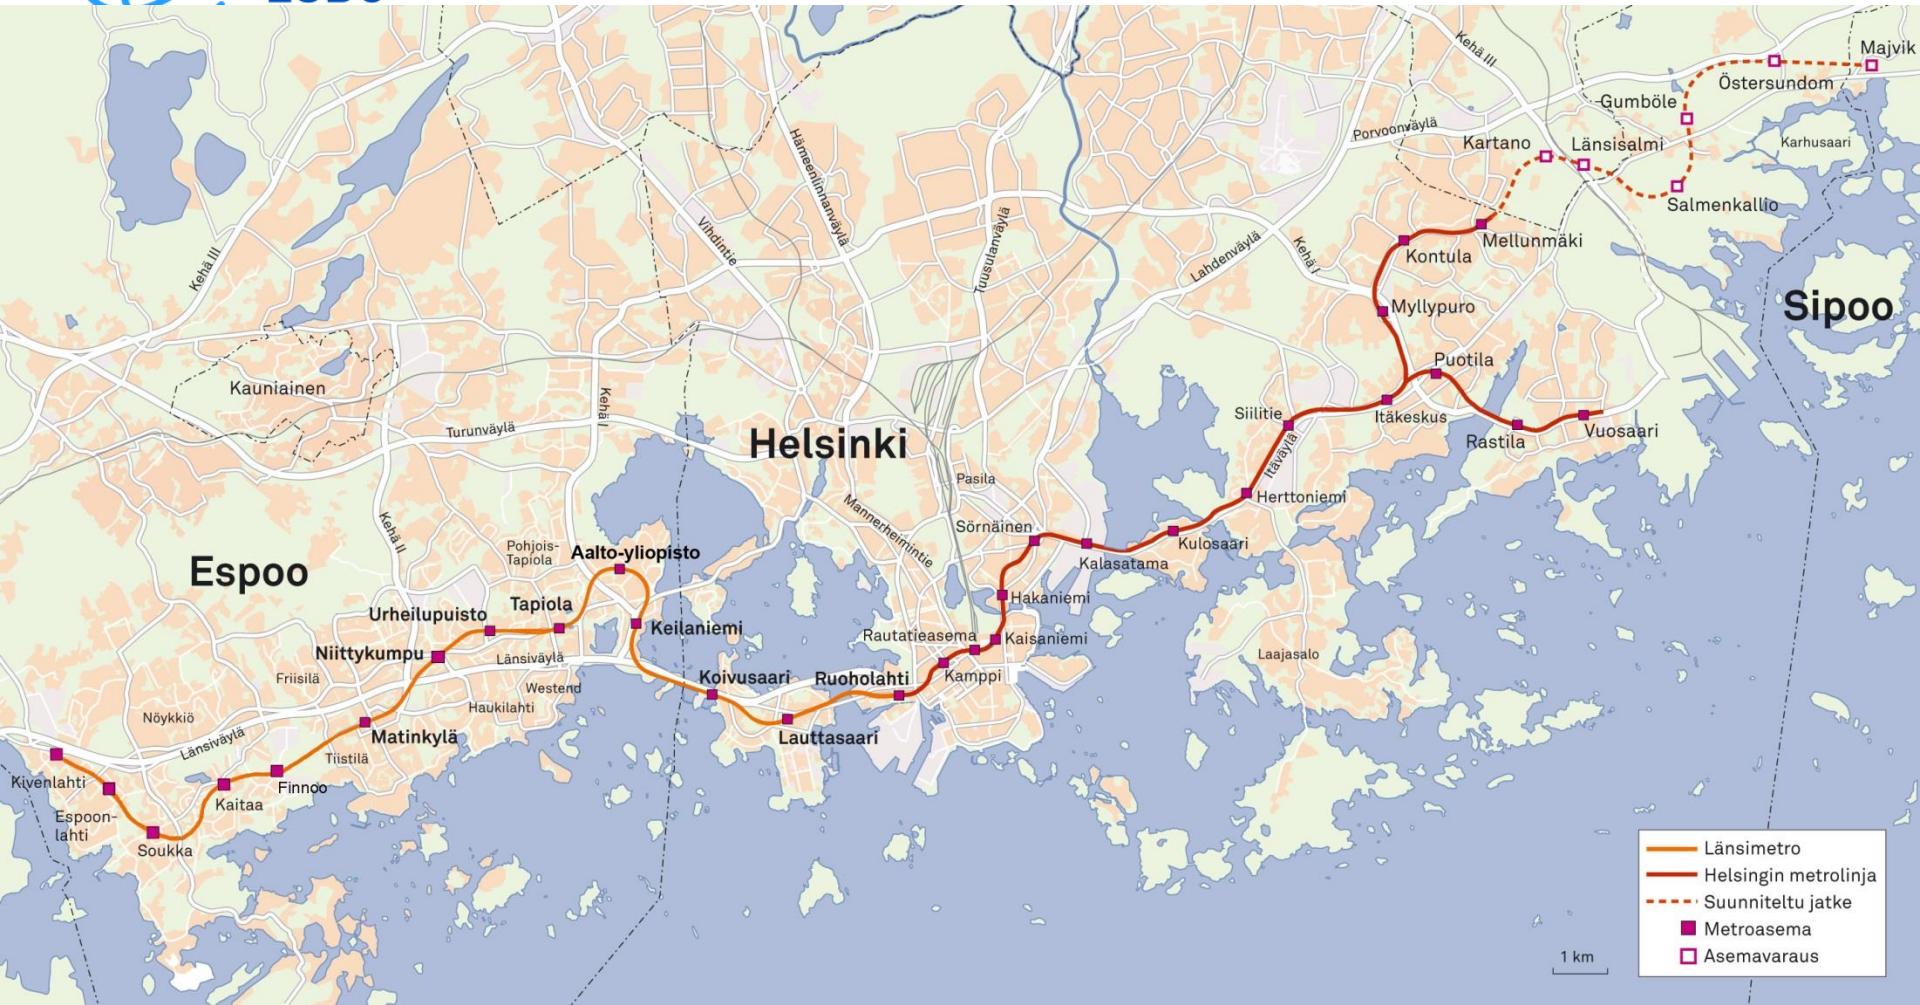 Kehä III
Majvik
Östersundom
Gumböle
Porvoonväylä
Kartano
Länsisalmi
Karhusaari
Hämeenlinnanväylä
Salmenkallio
Vihdintie
Tuusulanväylä
Lahdenväylä
Kehä I
Mellunmäki
Kontula
Kehä III
Sipoo
Myllypuro
Puotila
Kauniainen
Kehä I
Siilitie
Itäkeskus
Turunväylä
Helsinki
Rastila
Vuosaari
Itäväylä
Pasila
Herttoniemi
Mannerheimintie
Sörnäinen
Kehä II
Kulosaari
Pohjois-
Tapiola
Aalto-yliopisto
Kalasatama
Espoo
Hakaniemi
Tapiola
Urheilupuisto
Keilaniemi
Rautatieasema
Kaisaniemi
Niittykumpu
Länsiväylä
Laajasalo
Friisilä
Koivusaari
Ruoholahti
Kamppi
Westend
Haukilahti
Nöykkiö
Länsiväylä
Matinkylä
Lauttasaari
Tiistilä
Kivenlahti
Finnoo
Kaitaa
Espoon-
lahti
Soukka
Länsimetro
Helsingin metrolinja
Suunniteltu jatke
Metroasema
Asemavaraus
1 km